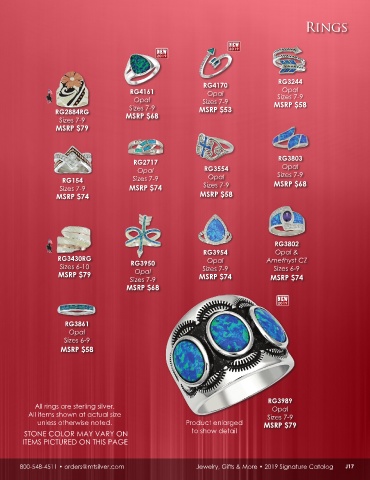 RINGS
NEW
2019
NEW
2019
RG2884RG
Sizes 7-9
MSRP $79
RG4161
Opal
Sizes 7-9
MSRP $68
RG4170
Opal
Sizes 7-9
MSRP $53
RG3244
Opal
Sizes 7-9
MSRP $58
RG154
Sizes 7-9
MSRP $74
RG2717
Opal
Sizes 7-9
MSRP $74
RG3554
Opal
Sizes 7-9
MSRP $58
RG3803
Opal
Sizes 7-9
MSRP $68
RG3430RG
Sizes 6-10
MSRP $79
RG3950
Opal
Sizes 7-9
MSRP $68
RG3954
Opal
Sizes 7-9
MSRP $74
RG3802
Opal &
Amethyst CZ
Sizes 6-9
MSRP $74
RG3861
Opal
Sizes 6-9
MSRP $58
NEW
2019
RG3989
Opal
Sizes 7-9
MSRP $79
Product enlarged
to show detail
All rings are sterling silver.
All items shown at actual size
unless otherwise noted.
STONE COLOR MAY VARY ON
ITEMS PICTURED ON THIS PAGE
800-548-4511 • orders@mtsilver.com
Jewelry, Gifts & More • 2019 Signature Catalog J17